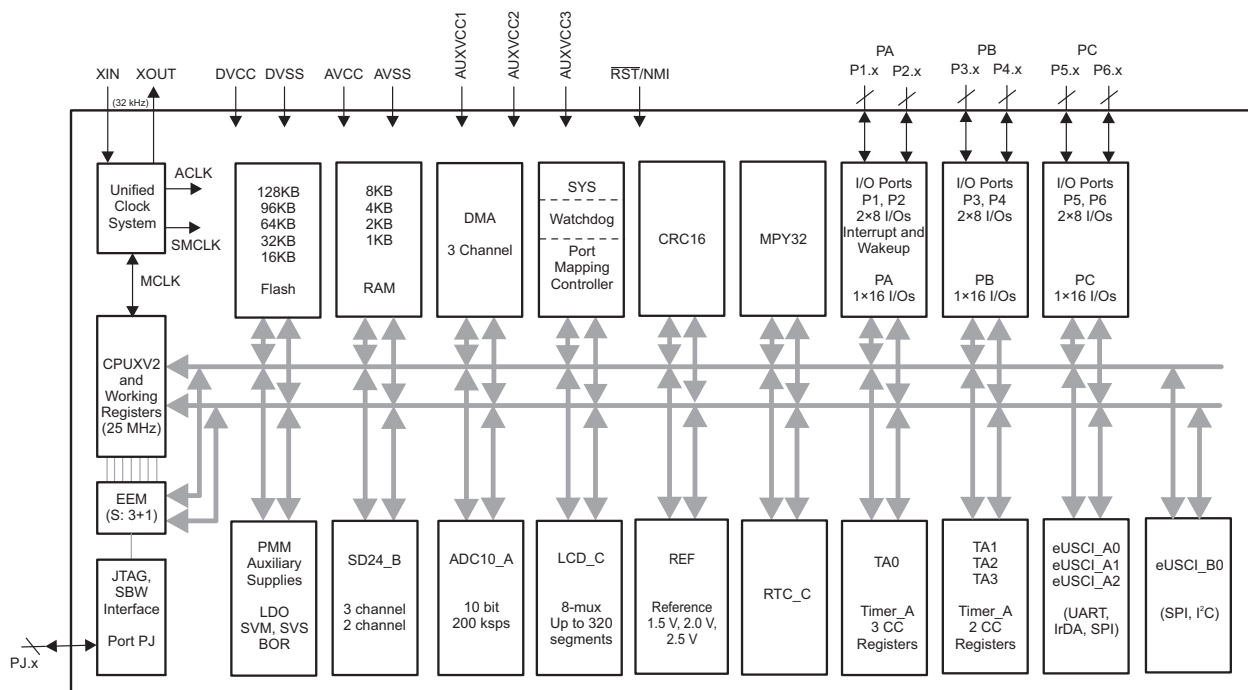 XIN
XOUT
(32 kHz)
DVCC
DVSS
AVCC
AVSS
AUXVCC1
AUXVCC2
AUXVCC3
RST/NMI
PA
P1.x
P2.x
PB
P3.x
P4.x
PC
P5.x
P6.x
Unified
Clock
System
ACLK
SMCLK
MCLK
128KB
96KB
64KB
32KB
16KB
Flash
8KB
4KB
2KB
1KB
RAM
DMA
3 Channel
SYS
Watchdog
Port
Mapping
Controller
CRC16
MPY32
I/O Ports
P1, P2
2×8 I/Os
Interrupt and
Wakeup
PA
1×16 I/Os
I/O Ports
P3, P4
2×8 I/Os
PB
1×16 I/Os
I/O Ports
P5, P6
2×8 I/Os
PC
1×16 I/Os
CPUXV2
and
Working
Registers
(25 MHz)
EEM
(S: 3+1)
JTAG,
SBW
Interface
Port PJ
PJ.x
PMM
Auxiliary
Supplies
LDO
SVM, SVS
BOR
SD24_B
3 channel
2 channel
ADC10_A
10 bit
200 ksps
LCD_C
8-mux
Up to 320
segments
REF
Reference
1.5 V, 2.0 V,
2.5 V
RTC_C
TA0
Timer_A
3 CC
Registers
TA1
TA2
TA3
Timer_A
2 CC
Registers
eUSCI_A0
eUSCI_A1
eUSCI_A2
(UART,
IrDA, SPI)
eUSCI_B0
(SPI, I²C)